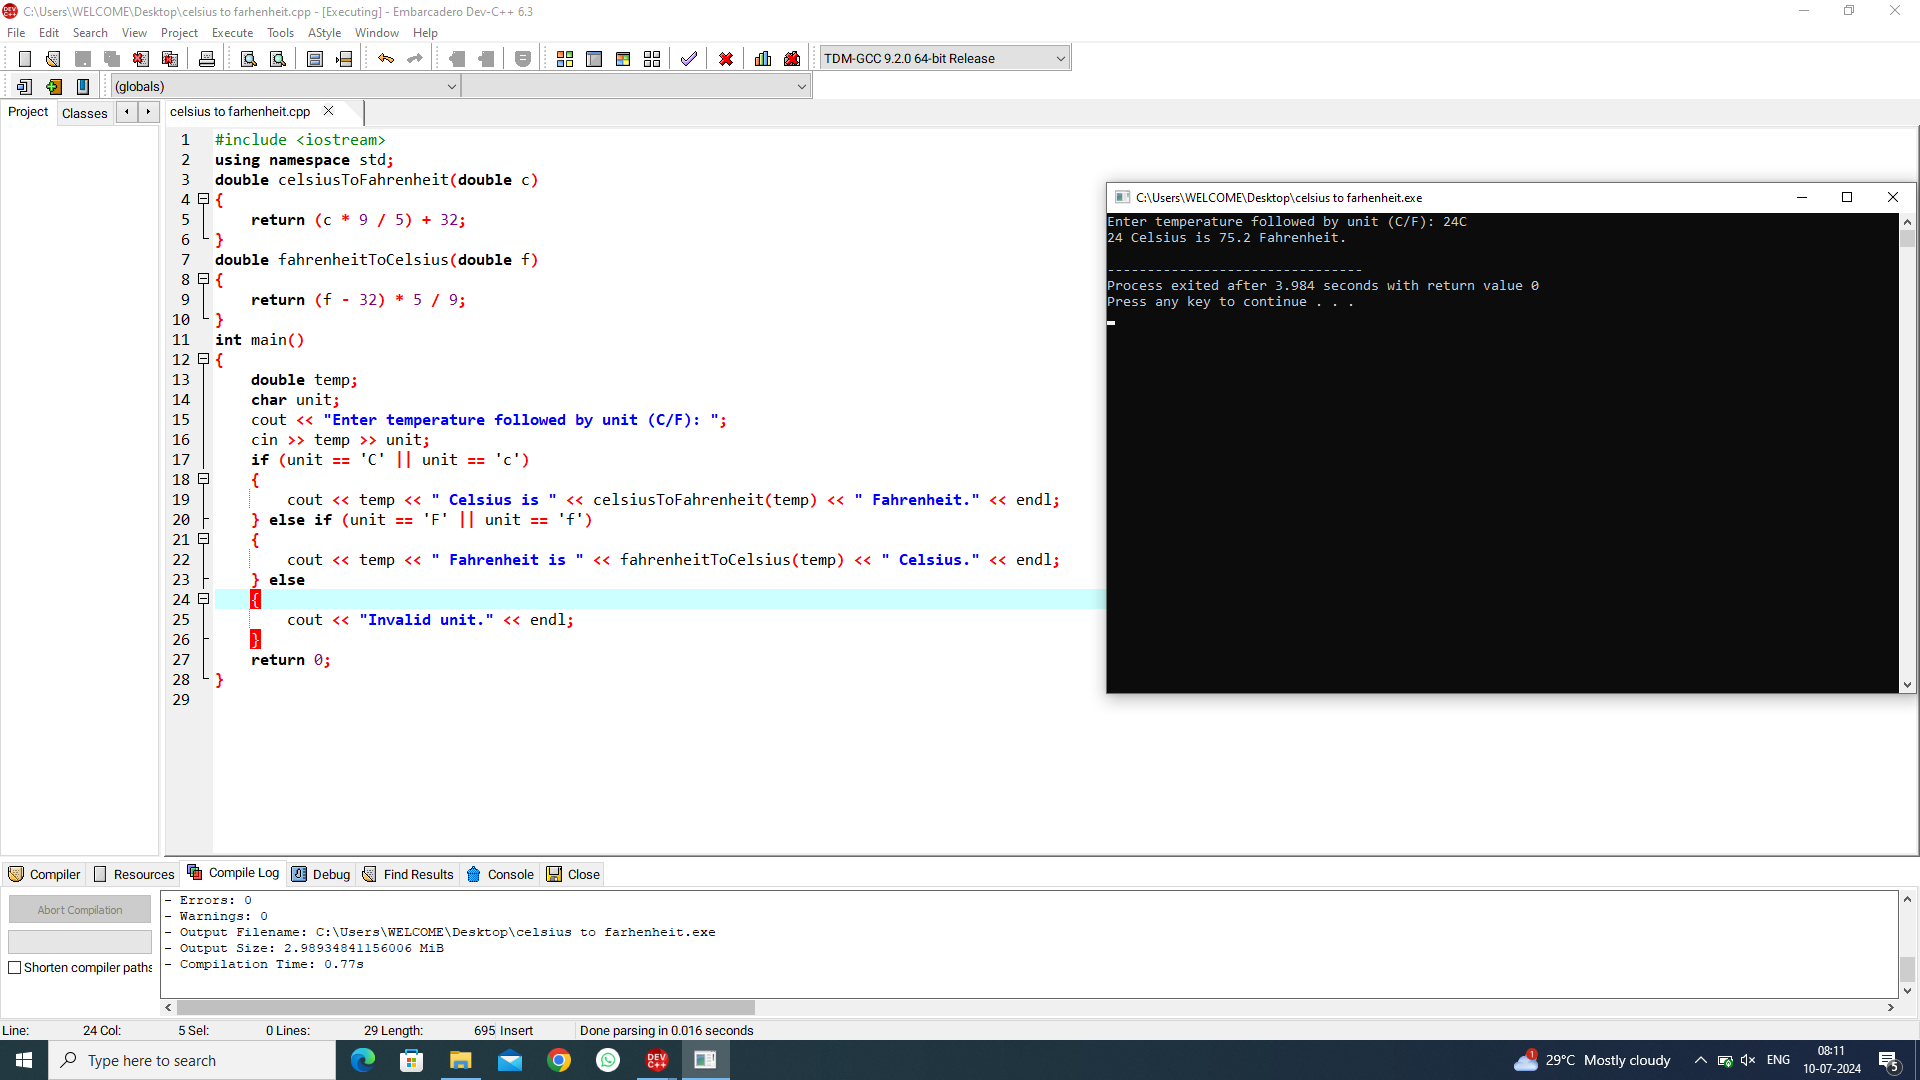 C:\Users\WELCOME\Desktop\celsius to farhenheit.cpp - [Executing] - Embarcadero Dev-C++ 6.3
File Edit Search View Project Execute Tools AStyle Window Help
TDM-GCC 9.2.0 64-bit Release
(globals)
Project Classes
celsius to farhenheit.cpp
1 #include <iostream>
2 using namespace std;
3 double celsiusToFahrenheit(double c)
4 {
5 return (c * 9 / 5) + 32;
6 }
7 double fahrenheitToCelsius(double f)
8 {
9 return (f - 32) * 5 / 9;
10 }
11 int main()
12 {
13 double temp;
14 char unit;
15 cout << "Enter temperature followed by unit (C/F): ";
16 cin >> temp >> unit;
17 if (unit == 'C' || unit == 'c')
18 {
19 cout << temp << " Celsius is " << celsiusToFahrenheit(temp) << " Fahrenheit." << endl;
20 } else if (unit == 'F' || unit == 'f')
21 {
22 cout << temp << " Fahrenheit is " << fahrenheitToCelsius(temp) << " Celsius." << endl;
23 } else
24 {
25 cout << "Invalid unit." << endl;
26 }
27 return 0;
28 }
29
C:\Users\WELCOME\Desktop\celsius to farhenheit.exe
Enter temperature followed by unit (C/F): 24C
24 Celsius is 75.2 Fahrenheit.
--------------------------------
Process exited after 3.984 seconds with return value 0
Press any key to continue . . .
Compiler Resources Compile Log Debug Find Results Console Close
Abort Compilation
Shorten compiler paths
- Errors: 0
- Warnings: 0
- Output Filename: C:\Users\WELCOME\Desktop\celsius to farhenheit.exe
- Output Size: 2.98934841156006 MiB
- Compilation Time: 0.77s
Line: 24 Col: 5 Sel: 0 Lines: 29 Length: 695 Insert Done parsing in 0.016 seconds
Type here to search
DEV C++
1
29°C Mostly cloudy
ENG
08:11
10-07-2024
5